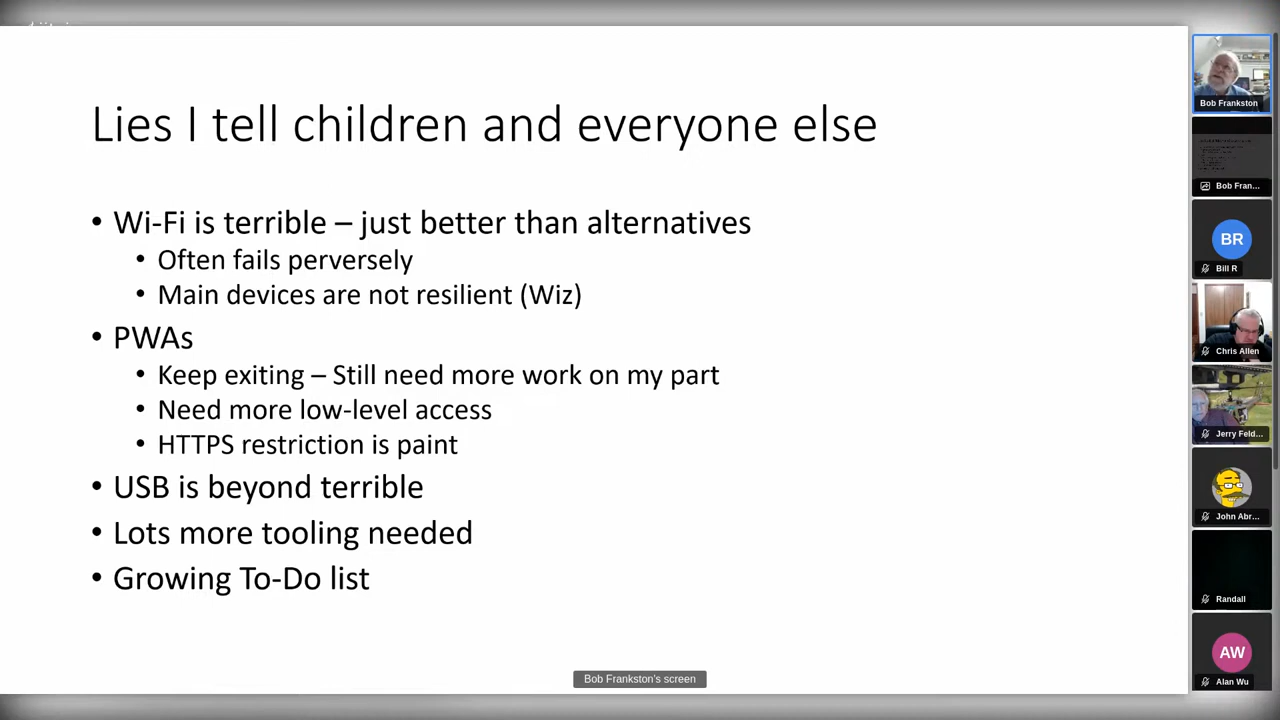 Lies I tell children and everyone else
• Wi-Fi is terrible – just better than alternatives
• Often fails perversely
• Main devices are not resilient (Wiz)
• PWAs
• Keep exiting – Still need more work on my part
• Need more low-level access
• HTTPS restriction is paint
• USB is beyond terrible
• Lots more tooling needed
• Growing To-Do list
Bob Frankston's screen
Bob Frankston
Bob Fran...
BR
Bill R
Chris Allen
Jerry Feld...
John Abr...
Randall
AW
Alan Wu